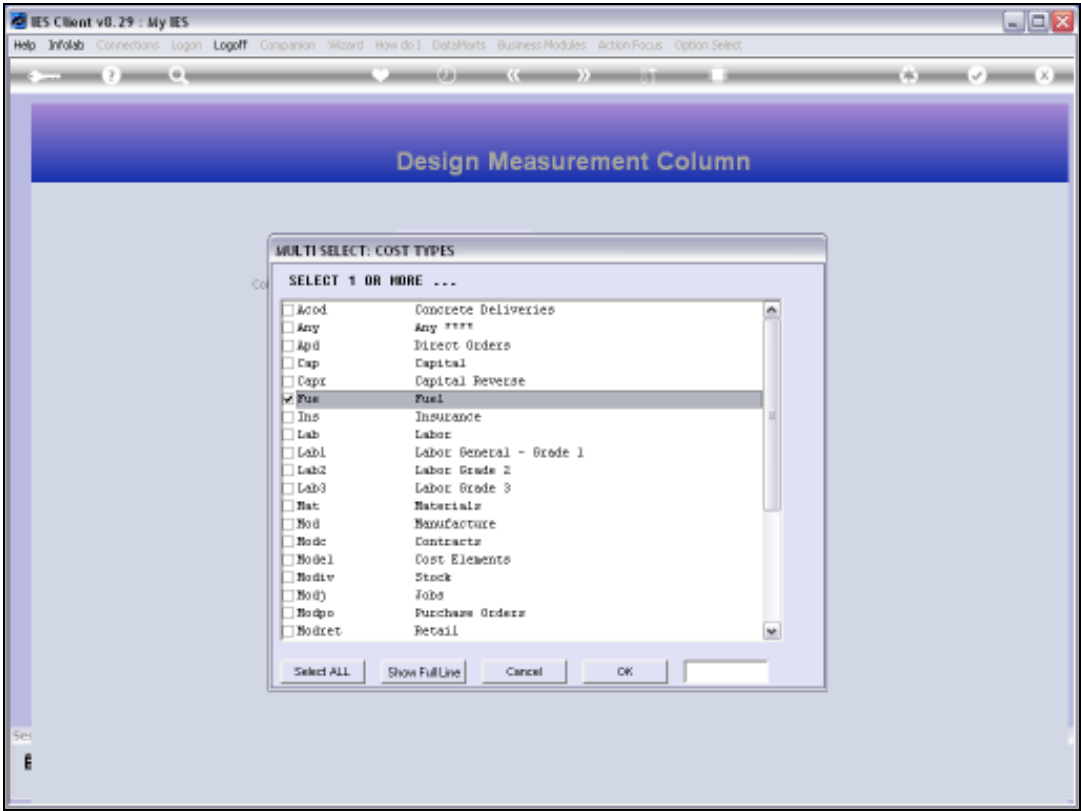 IES Client v8.29 : My IES
Help Infolab Connections Logon Logoff Companion Wizard How do I DataMarts Business Modules Action Focus Option Select
Design Measurement Column
MULTI SELECT: COST TYPES
Col
SELECT 1 OR MORE ...
Acod Concrete Deliveries
Any Any ****
Apd Direct Orders
Cap Capital
Capr Capital Reverse
Fue Fuel
Ins Insurance
Lab Labor
Lab1 Labor General - Grade 1
Lab2 Labor Grade 2
Lab3 Labor Grade 3
Mat Materials
Mod Manufacture
Modc Contracts
Model Cost Elements
Modiv Stock
Modj Jobs
Modpo Purchase Orders
Modret Retail
Select ALL Show Full Line Cancel OK
Ses